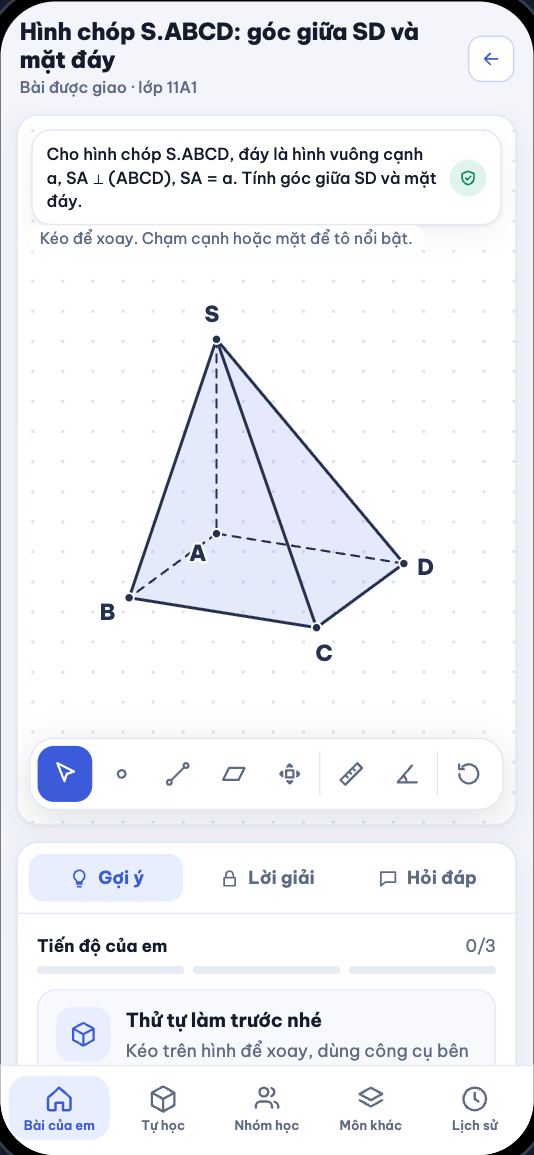 Hình chóp S.ABCD: góc giữa SD và
mặt đáy
Bài được giao · lớp 11A1
Cho hình chóp S.ABCD, đáy là hình vuông cạnh
a, SA ⊥ (ABCD), SA = a. Tính góc giữa SD và mặt
đáy.
Kéo để xoay. Chạm cạnh hoặc mặt để tô nổi bật.
S
A
D
B
C
Gợi ý
Lời giải
Hỏi đáp
Tiến độ của em
0/3
Thử tự làm trước nhé
Kéo trên hình để xoay, dùng công cụ bên
Bài của em
Tự học
Nhóm học
Môn khác
Lịch sử